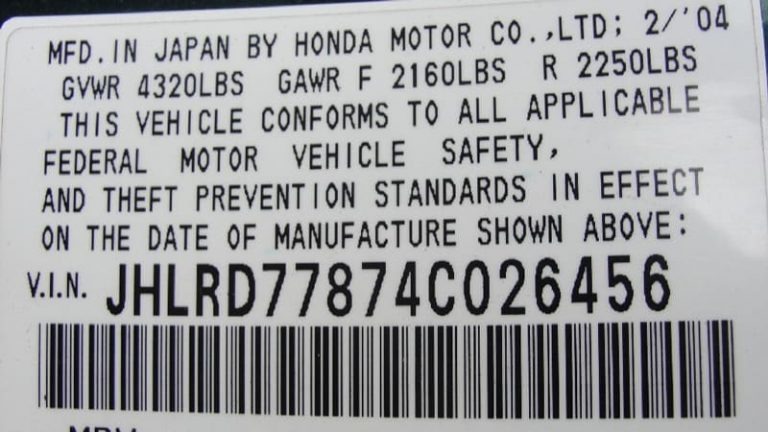 MFD. IN JAPAN BY HONDA MOTOR CO.,LTD; 2/'04
GVWR 4320LBS GAWR F 2160LBS R 2250LBS
THIS VEHICLE CONFORMS TO ALL APPLICABLE
FEDERAL MOTOR VEHICLE SAFETY,
AND THEFT PREVENTION STANDARDS IN EFFECT
ON THE DATE OF MANUFACTURE SHOWN ABOVE:
V.I.N. JHLRD77874C026456